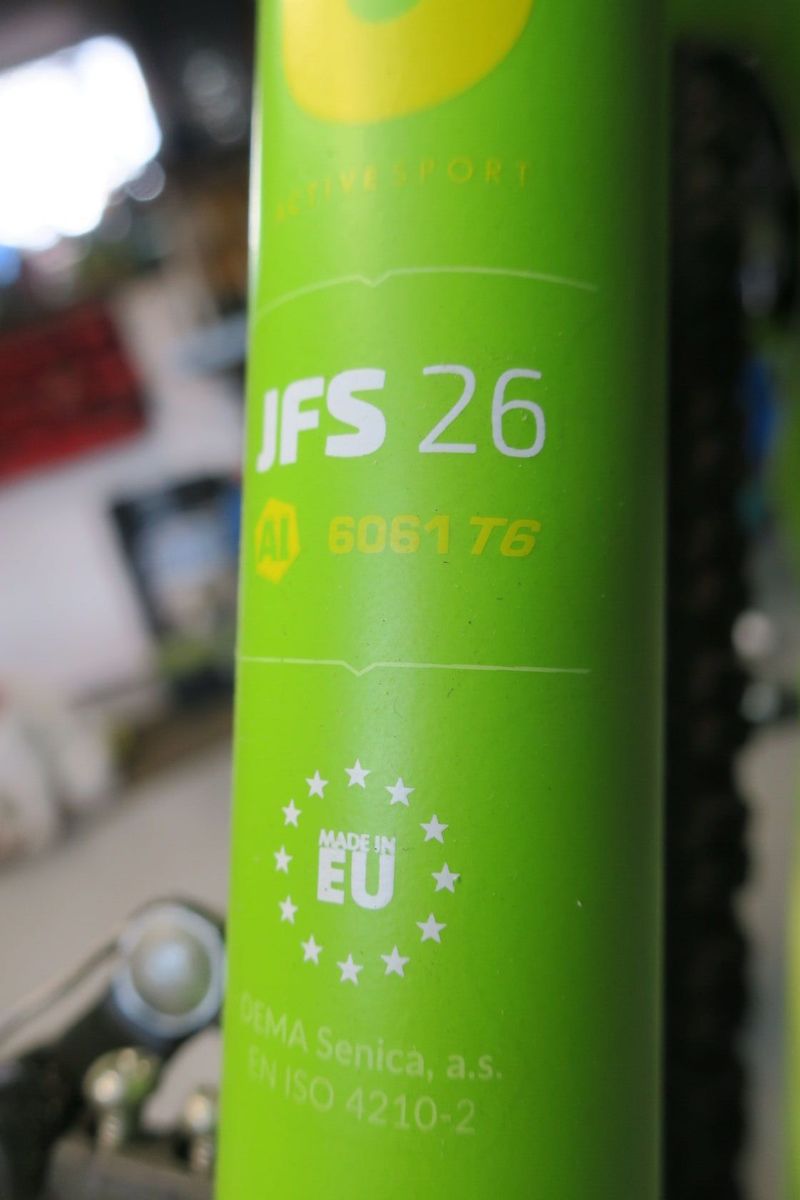 ACTIVE SPORT
JFS 26
Al 6061 T6
MADE IN
EU
DEMA Senica, a.s.
EN ISO 4210-2